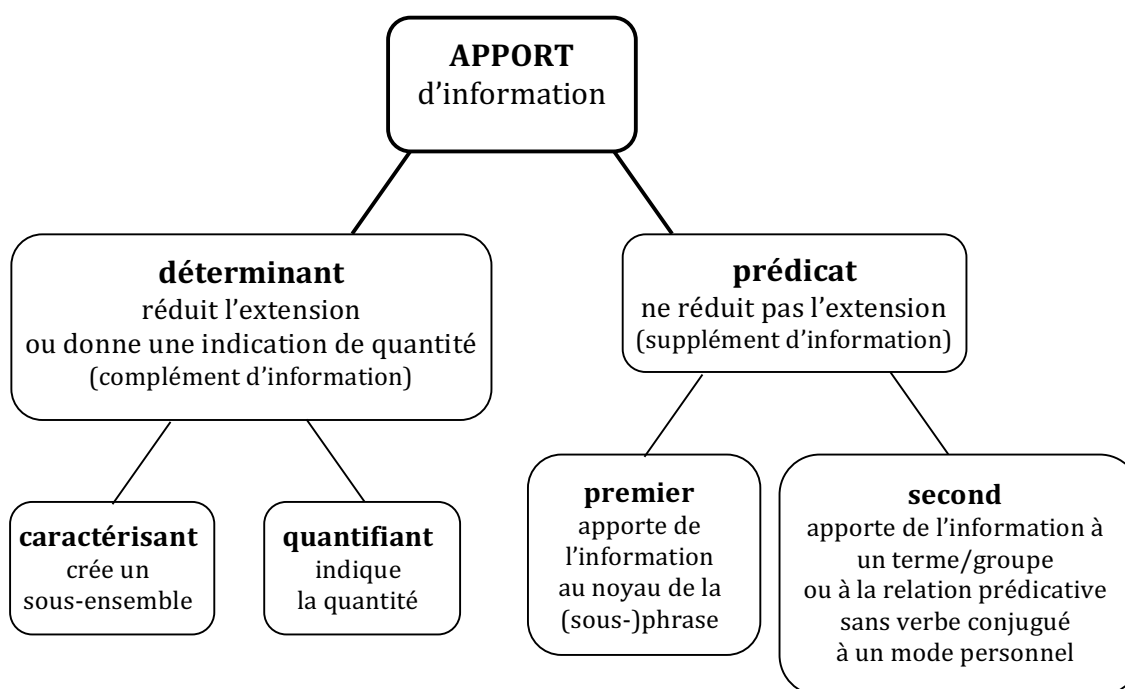 APPORT
d’information
déterminant
réduit l’extension
ou donne une indication de quantité
(complément d’information)
prédicat
ne réduit pas l’extension
(supplément d’information)
caractérisant
crée un
sous-ensemble
quantifiant
indique
la quantité
premier
apporte de
l’information
au noyau de la
(sous-)phrase
second
apporte de l’information à
un terme/groupe
ou à la relation prédicative
sans verbe conjugué
à un mode personnel